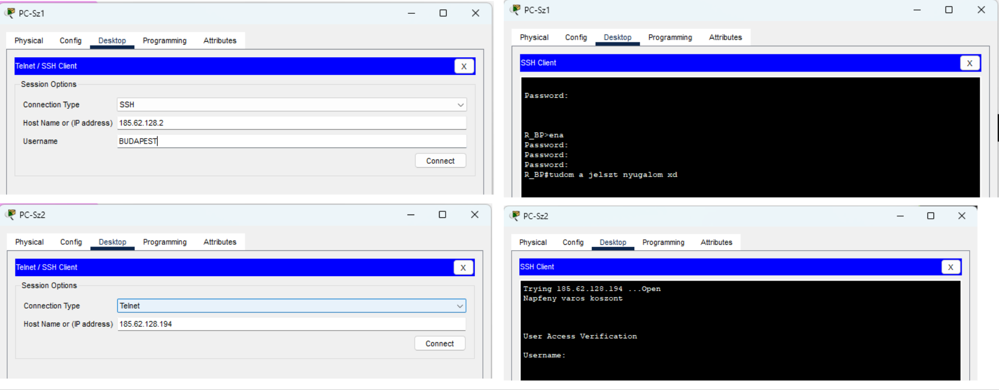 PC-Sz1
Physical Config Desktop Programming Attributes
Telnet / SSH Client X
Session Options
Connection Type SSH
Host Name or (IP address) 185.62.128.2
Username BUDAPEST
Connect
PC-Sz1
Physical Config Desktop Programming Attributes
SSH Client X
Password:
R_BP>ena
Password:
Password:
Password:
R_BP#tudom a jelszt nyugalom xd
PC-Sz2
Physical Config Desktop Programming Attributes
Telnet / SSH Client X
Session Options
Connection Type Telnet
Host Name or (IP address) 185.62.128.194
Connect
PC-Sz2
Physical Config Desktop Programming Attributes
SSH Client X
Trying 185.62.128.194 ...Open
Napfeny varos koszont
User Access Verification
Username: